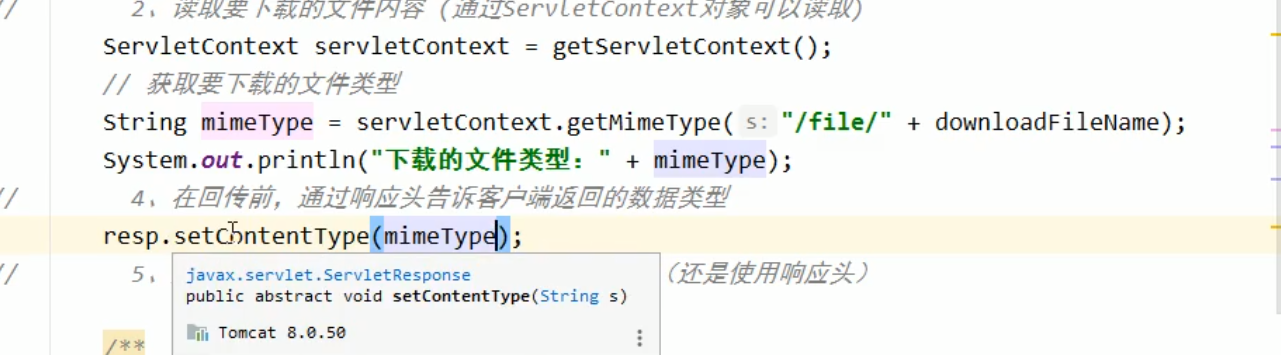 // 2、读取要下载的文件内容 (通过ServletContext对象可以读取)
ServletContext servletContext = getServletContext();
// 获取要下载的文件类型
String mimeType = servletContext.getMimeType( s: "/file/" + downloadFileName);
System.out.println("下载的文件类型：" + mimeType);
// 4、在回传前，通过响应头告诉客户端返回的数据类型
resp.setContentType(mimeType);
// 5、 （还是使用响应头）
javax.servlet.ServletResponse
public abstract void setContentType(String s)
Tomcat 8.0.50
/**